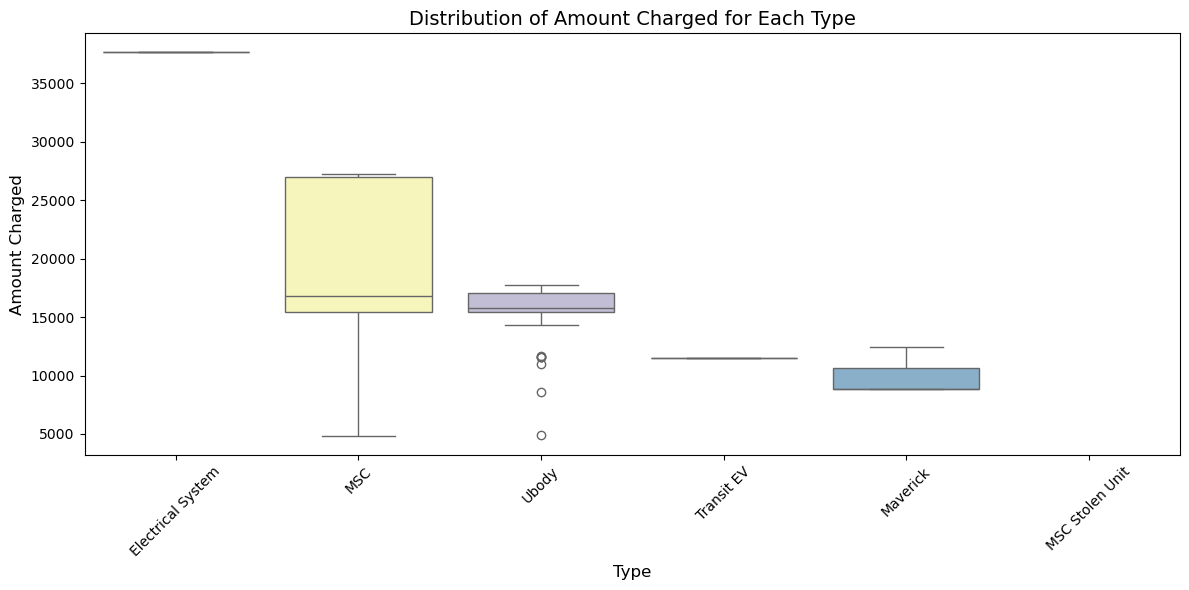 Distribution of Amount Charged for Each Type
Amount Charged
35000
30000
25000
20000
15000
10000
5000
Electrical System
MSC
Ubody
Transit EV
Maverick
MSC Stolen Unit
Type